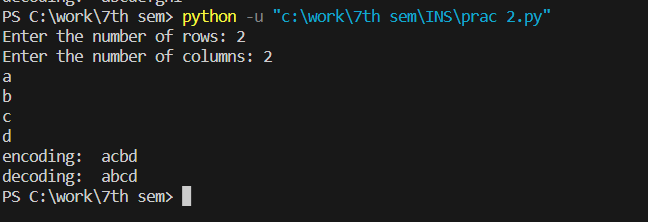 PS C:\work\7th sem> python -u "c:\work\7th sem\INS\prac 2.py"
Enter the number of rows: 2
Enter the number of columns: 2
a
b
c
d
encoding:  acbd
decoding:  abcd
PS C:\work\7th sem>